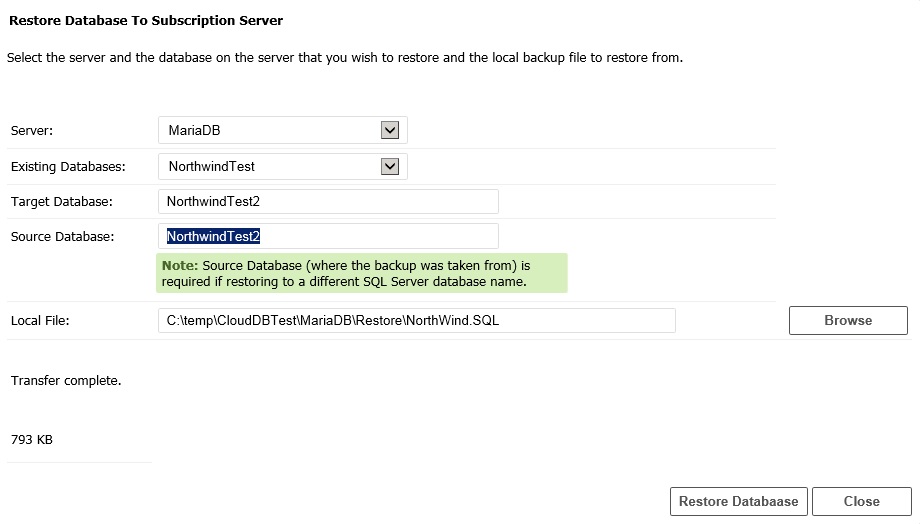 Restore Database To Subscription Server
Select the server and the database on the server that you wish to restore and the local backup file to restore from.
Server: MariaDB
Existing Databases: NorthwindTest
Target Database: NorthwindTest2
Source Database: NorthwindTest2
Note: Source Database (where the backup was taken from) is
required if restoring to a different SQL Server database name.
Local File: C:\temp\CloudDBTest\MariaDB\Restore\NorthWind.SQL Browse
Transfer complete.
793 KB
Restore Databaase Close